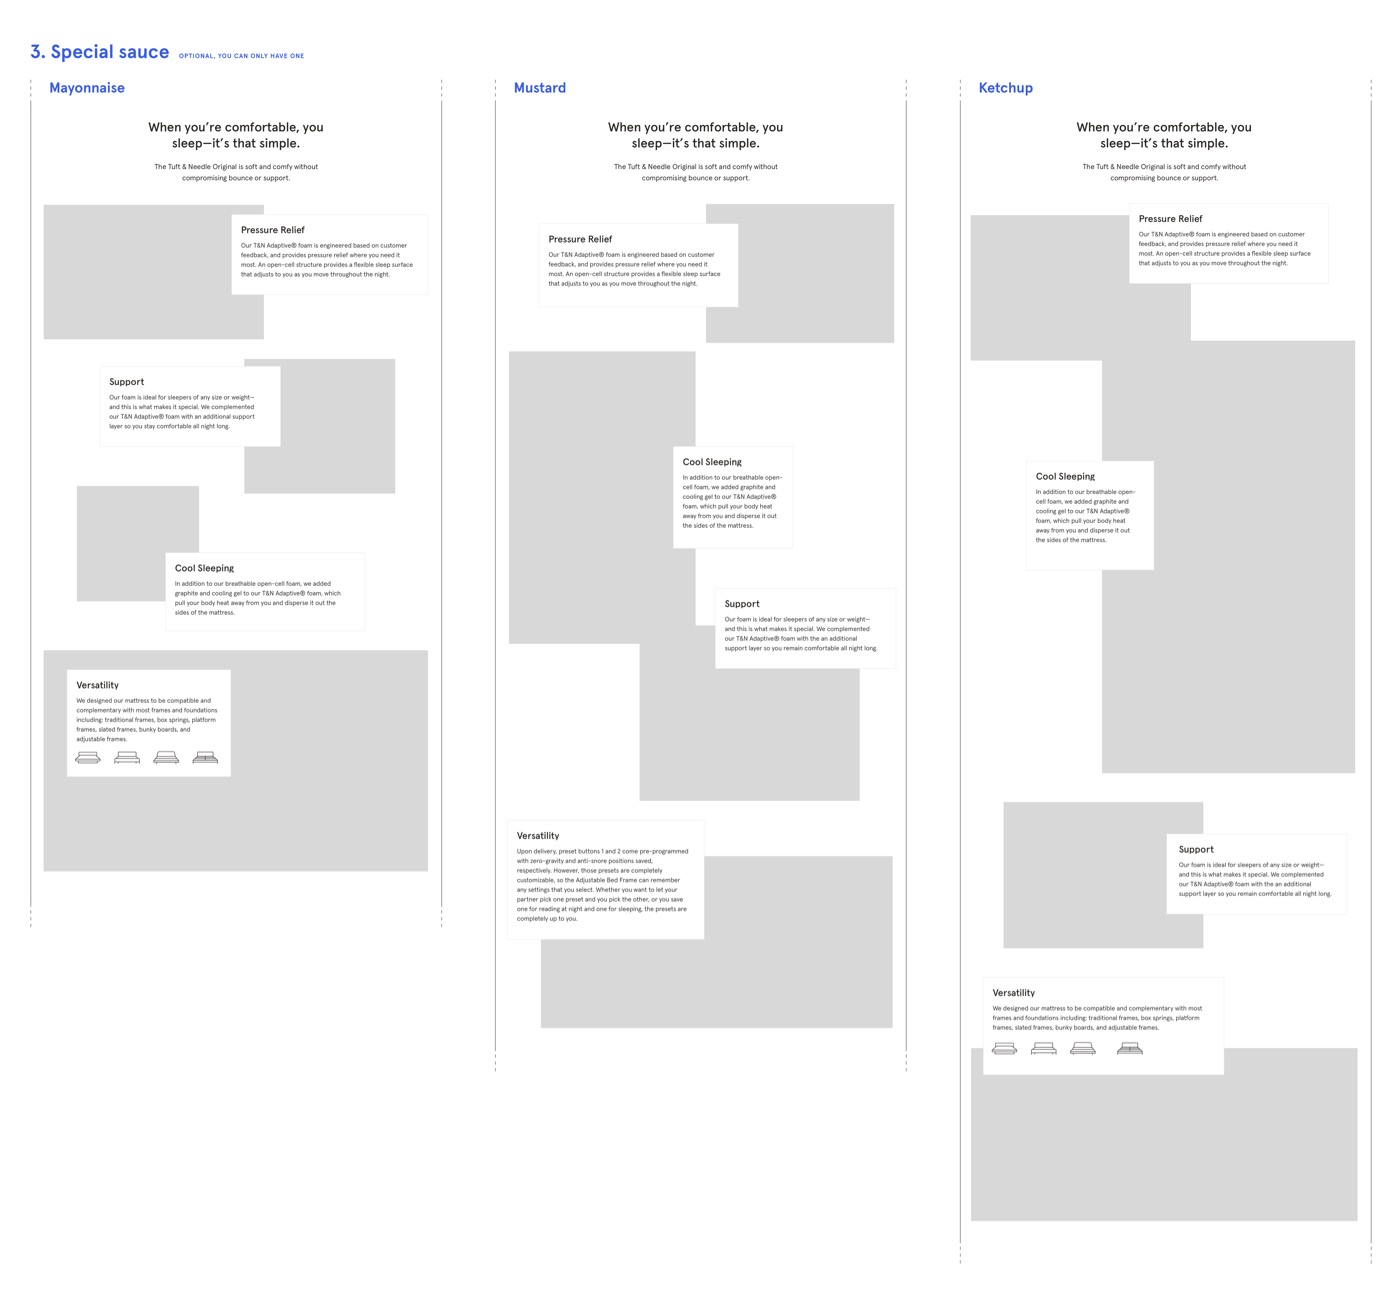 3. Special sauce OPTIONAL, YOU CAN ONLY HAVE ONE
Mayonnaise
When you’re comfortable, you
sleep—it’s that simple.
The Tuft & Needle Original is soft and comfy without
compromising bounce or support.
Pressure Relief
Our T&N Adaptive® foam is engineered based on customer
feedback, and provides pressure relief where you need it
most. An open-cell structure provides a flexible sleep surface
that adjusts to you as you move throughout the night.
Support
Our foam is ideal for sleepers of any size or weight—
and this is what makes it special. We complemented
our T&N Adaptive® foam with an additional support
layer so you stay comfortable all night long.
Cool Sleeping
In addition to our breathable open-cell foam, we added
graphite and cooling gel to our T&N Adaptive® foam, which
pull your body heat away from you and disperse it out the
sides of the mattress.
Versatility
We designed our mattress to be compatible and
complementary with most frames and foundations
including: traditional frames, box springs, platform
frames, slated frames, bunky boards, and
adjustable frames.
Mustard
When you’re comfortable, you
sleep—it’s that simple.
The Tuft & Needle Original is soft and comfy without
compromising bounce or support.
Pressure Relief
Our T&N Adaptive® foam is engineered based on customer
feedback, and provides pressure relief where you need it
most. An open-cell structure provides a flexible sleep surface
that adjusts to you as you move throughout the night.
Cool Sleeping
In addition to our breathable open-
cell foam, we added graphite and
cooling gel to our T&N Adaptive®
foam, which pull your body heat
away from you and disperse it out
the sides of the mattress.
Support
Our foam is ideal for sleepers of any size or weight—
and this is what makes it special. We complemented
our T&N Adaptive® foam with the an additional
support layer so you remain comfortable all night long.
Versatility
Upon delivery, preset buttons 1 and 2 come pre-programmed
with zero-gravity and anti-snore positions saved,
respectively. However, those presets are completely
customizable, so the Adjustable Bed Frame can remember
any settings that you select. Whether you want to let your
partner pick one preset and you pick the other, or you save
one for reading at night and one for sleeping, the presets are
completely up to you.
Ketchup
When you’re comfortable, you
sleep—it’s that simple.
The Tuft & Needle Original is soft and comfy without
compromising bounce or support.
Pressure Relief
Our T&N Adaptive® foam is engineered based on customer
feedback, and provides pressure relief where you need it
most. An open-cell structure provides a flexible sleep surface
that adjusts to you as you move throughout the night.
Cool Sleeping
In addition to our breathable open-
cell foam, we added graphite and
cooling gel to our T&N Adaptive®
foam, which pull your body heat
away from you and disperse it out
the sides of the mattress.
Support
Our foam is ideal for sleepers of any size or weight—
and this is what makes it special. We complemented
our T&N Adaptive® foam with the an additional
support layer so you remain comfortable all night long.
Versatility
We designed our mattress to be compatible and complementary with most
frames and foundations including: traditional frames, box springs, platform
frames, slated frames, bunky boards, and adjustable frames.